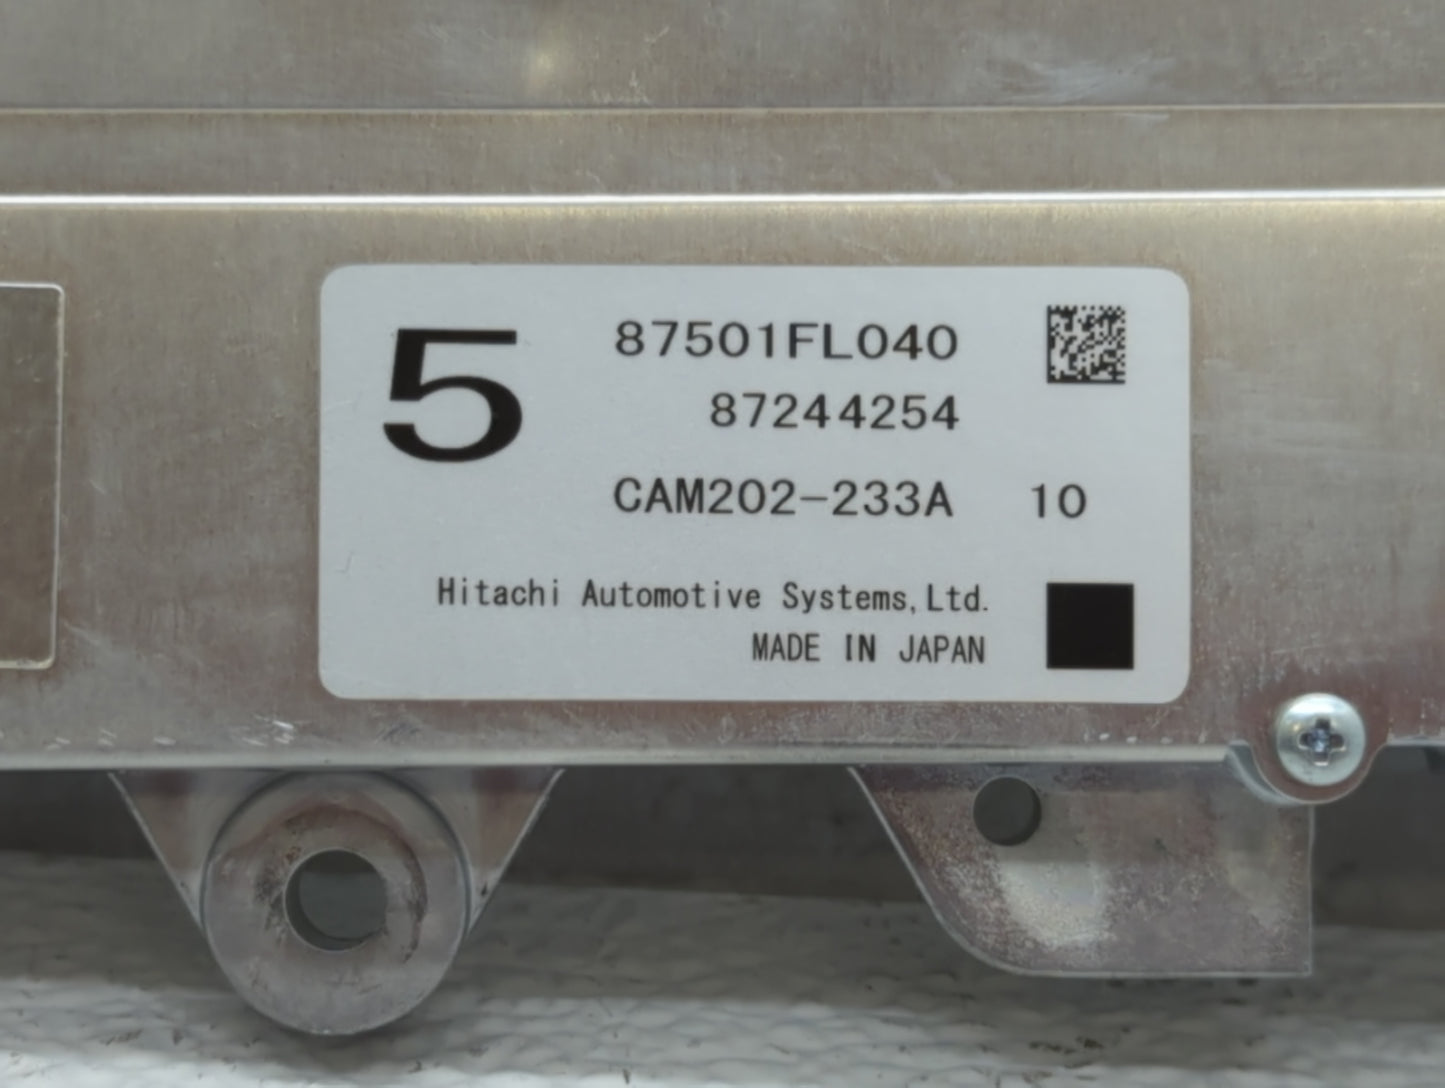 5
87501FL040
87244254
CAM202-233A 10
Hitachi Automotive Systems,Ltd.
MADE IN JAPAN